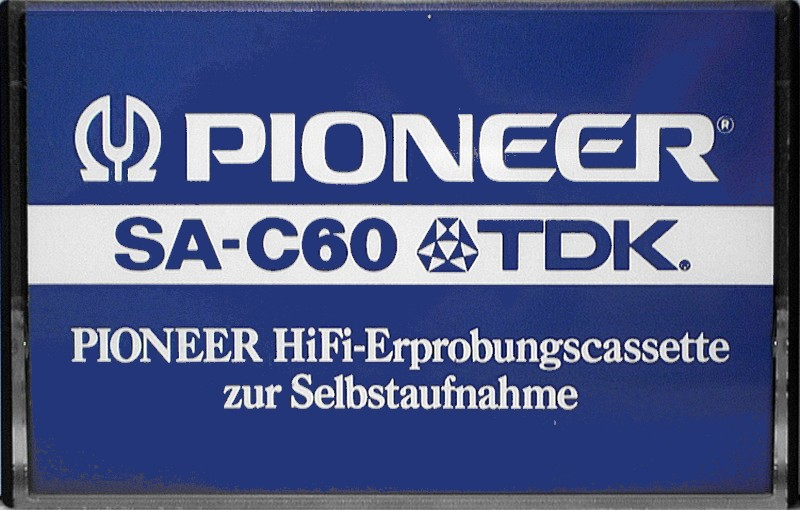 PIONEER®
SA-C60 TDK®
PIONEER HiFi-Erprobungscassette
zur Selbstaufnahme